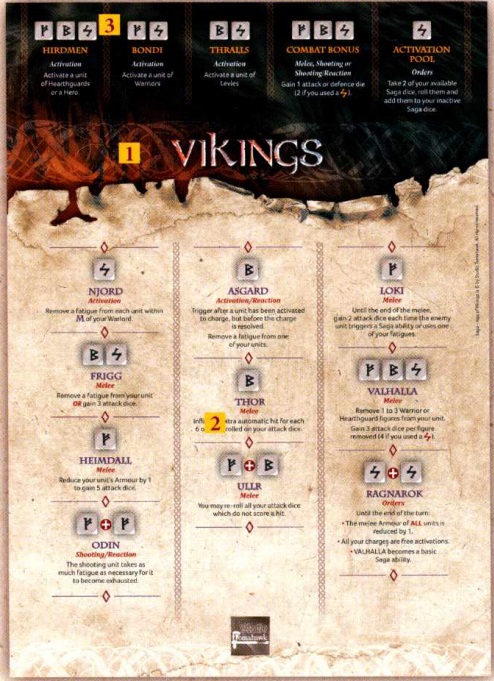 3
HIRDMEN
Activation
Activate a unit
of Hearthguards
or a Hero.
BONDI
Activation
Activate a unit of
Warriors
THRALLS
Activation
Activate a unit of
Levies
COMBAT BONUS
Melee, Shooting or
Shooting/Reaction
Gain 1 attack or defence die
(2 if you used a ᛋ).
ACTIVATION
POOL
Orders
Take 2 of your available
Saga dice, roll them and
add them to your inactive
Saga dice.
1
VIKINGS
NJORD
Activation
Remove a fatigue from each unit within
M of your Warlord.
FRIGG
Melee
Remove a fatigue from your unit
OR gain 3 attack dice.
HEIMDALL
Melee
Reduce your unit's Armour by 1
to gain 5 attack dice.
ODIN
Shooting/Reaction
The shooting unit takes as
much fatigue as necessary for it
to become exhausted.
ASGARD
Activation/Reaction
Trigger after a unit has been activated
to charge, but before the charge
is resolved.
Remove a fatigue from one
of your units.
THOR
Melee
2
automatic hit for each
6 rolled on your attack dice.
ULLR
Melee
You may re-roll all your attack dice
which do not score a hit.
LOKI
Melee
Until the end of the melee,
gain 2 attack dice each time the enemy
unit triggers a Saga ability or uses one
of your fatigues.
VALHALLA
Melee
Remove 1 to 3 Warrior or
Hearthguard figures from your unit.
Gain 3 attack dice per figure
removed (4 if you used a ᛋ).
RAGNAROK
Orders
Until the end of the turn:
• The melee Armour of ALL units is
reduced by 1.
• All your charges are free activations.
• VALHALLA becomes a basic
Saga ability.